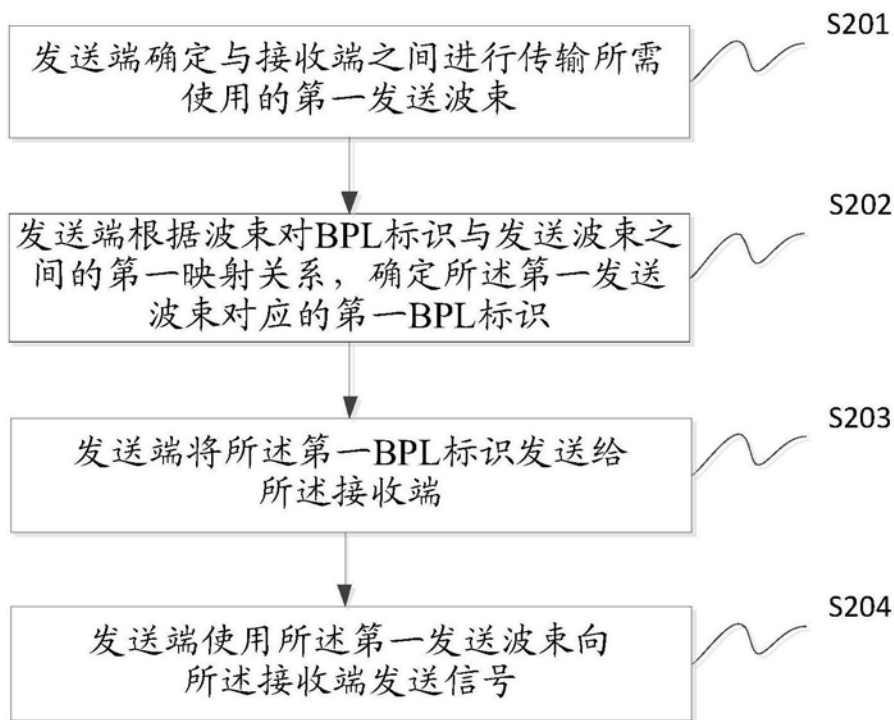 S201
发送端确定与接收端之间进行传输所需
使用的第一发送波束
S202
发送端根据波束对BPL标识与发送波束之
间的第一映射关系，确定所述第一发送
波束对应的第一BPL标识
S203
发送端将所述第一BPL标识发送给
所述接收端
S204
发送端使用所述第一发送波束向
所述接收端发送信号